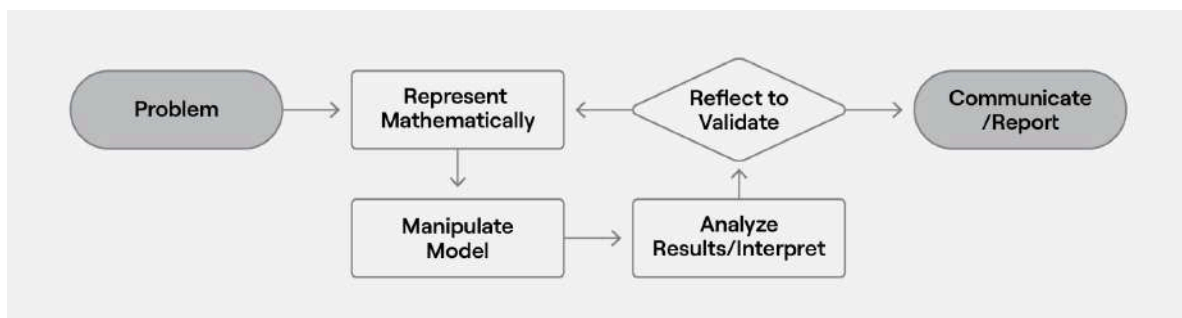 Problem
Represent
Mathematically
Reflect to
Validate
Communicate
/Report
Manipulate
Model
Analyze
Results/Interpret